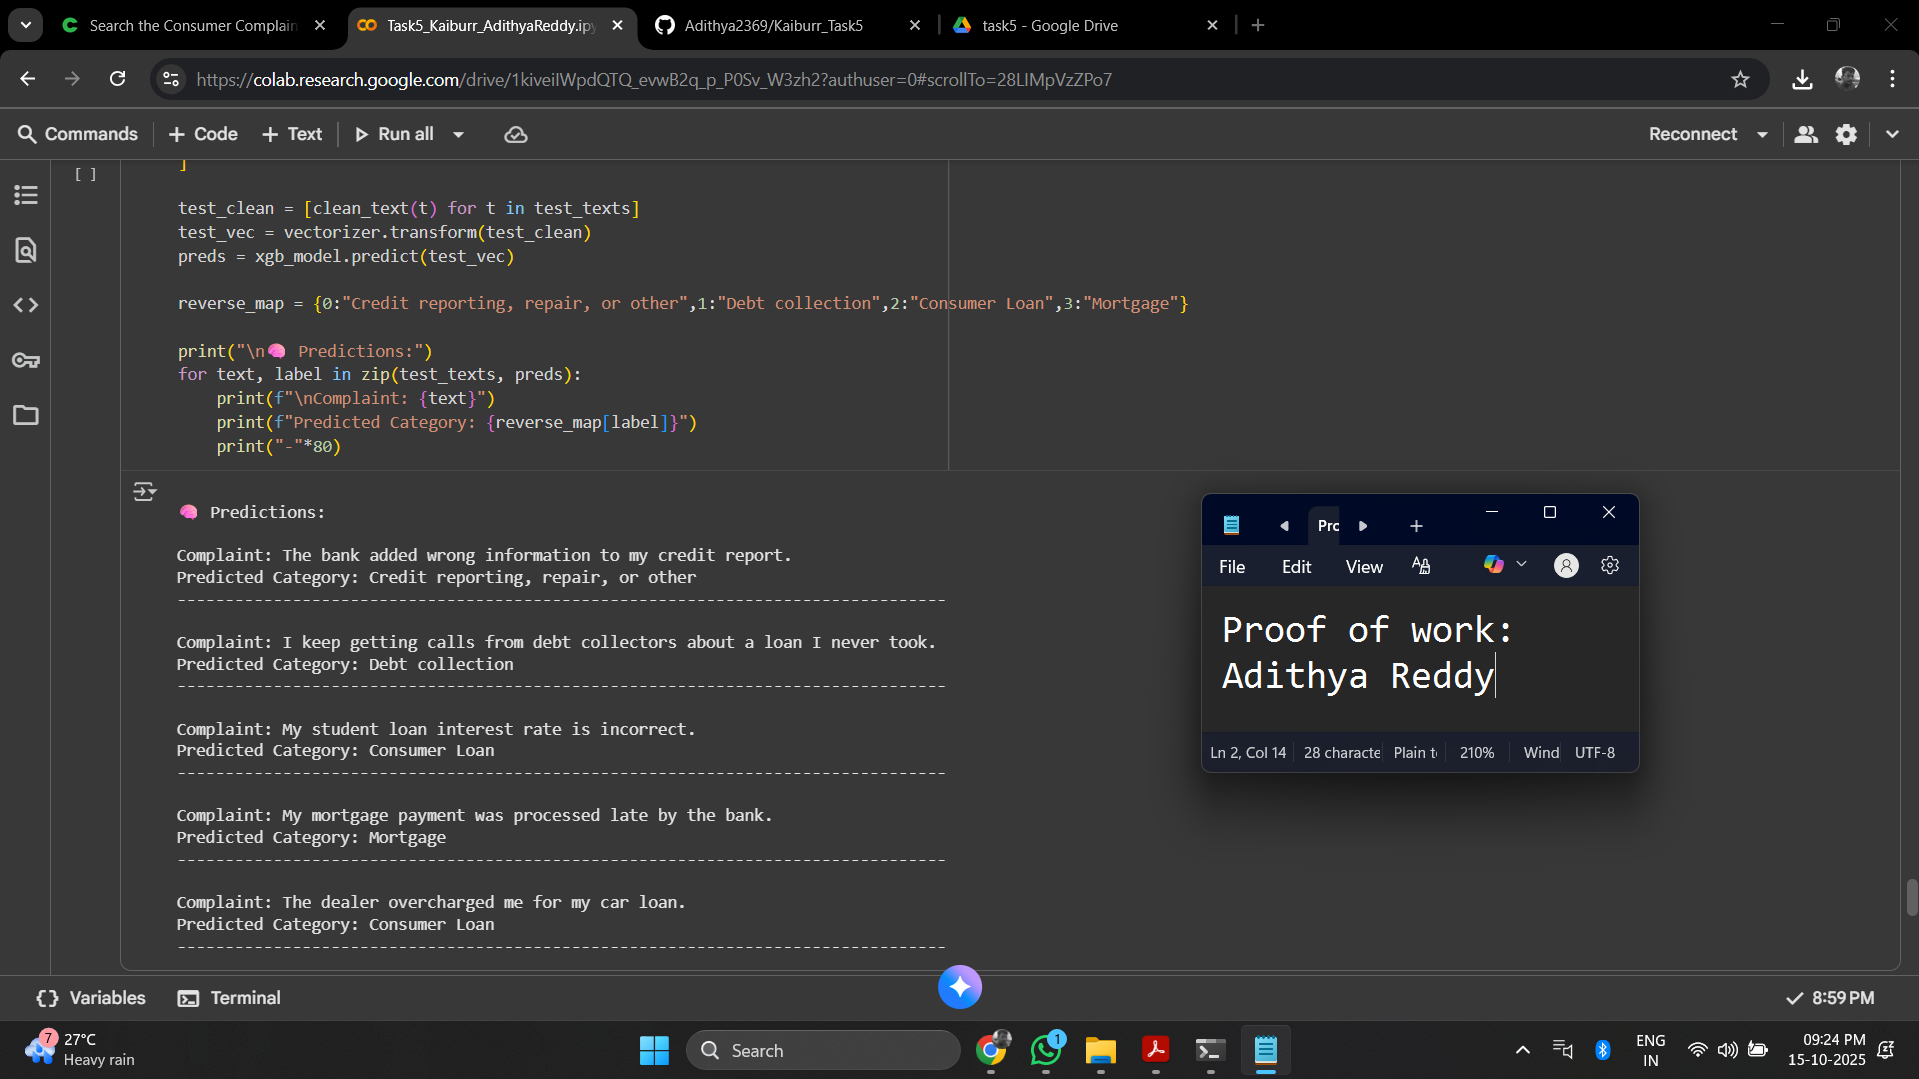 Search the Consumer Complain
Task5_Kaiburr_AdithyaReddy.ipy
Adithya2369/Kaiburr_Task5
task5 - Google Drive
https://colab.research.google.com/drive/1kiveiIWpdQTQ_evwB2q_p_P0Sv_W3zh2?authuser=0#scrollTo=28LIMpVzZPo7
Commands
+ Code
+ Text
Run all
Reconnect
[ ]
]
test_clean = [clean_text(t) for t in test_texts]
test_vec = vectorizer.transform(test_clean)
preds = xgb_model.predict(test_vec)
reverse_map = {0:"Credit reporting, repair, or other",1:"Debt collection",2:"Consumer Loan",3:"Mortgage"}
print("\n🧠 Predictions:")
for text, label in zip(test_texts, preds):
    print(f"\nComplaint: {text}")
    print(f"Predicted Category: {reverse_map[label]}")
    print("-"*80)
🧠 Predictions:
Complaint: The bank added wrong information to my credit report.
Predicted Category: Credit reporting, repair, or other
--------------------------------------------------------------------------------
Complaint: I keep getting calls from debt collectors about a loan I never took.
Predicted Category: Debt collection
--------------------------------------------------------------------------------
Complaint: My student loan interest rate is incorrect.
Predicted Category: Consumer Loan
--------------------------------------------------------------------------------
Complaint: My mortgage payment was processed late by the bank.
Predicted Category: Mortgage
--------------------------------------------------------------------------------
Complaint: The dealer overcharged me for my car loan.
Predicted Category: Consumer Loan
--------------------------------------------------------------------------------
Pro
File Edit View
Proof of work:
Adithya Reddy
Ln 2, Col 14
28 characte
Plain t
210%
Wind
UTF-8
{} Variables
Terminal
8:59 PM
7
27°C
Heavy rain
Search
1
ENG
IN
09:24 PM
15-10-2025